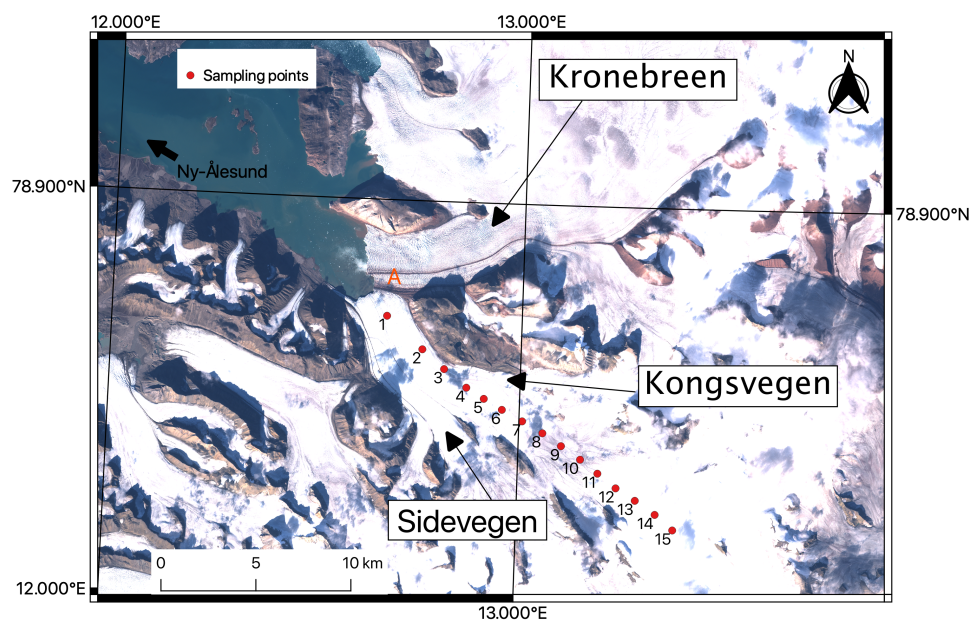 12.000°E
13.000°E
Sampling points
Kronebreen
N
Ny-Ålesund
78.900°N
78.900°N
A
1
2
3
4
5
6
7
8
9
10
11
12
13
14
15
Kongsvegen
Sidevegen
0 5 10 km
12.000°E
13.000°E